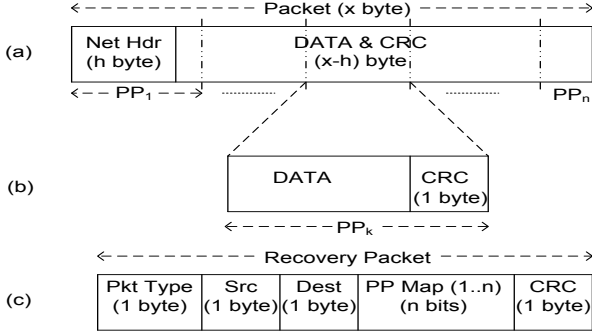 Packet (x byte)
(a)
Net Hdr
(h byte)
DATA & CRC
(x-h) byte
PP1
PPn
(b)
DATA
CRC
(1 byte)
PPk
Recovery Packet
(c)
Pkt Type
(1 byte)
Src
(1 byte)
Dest
(1 byte)
PP Map (1..n)
(n bits)
CRC
(1 byte)